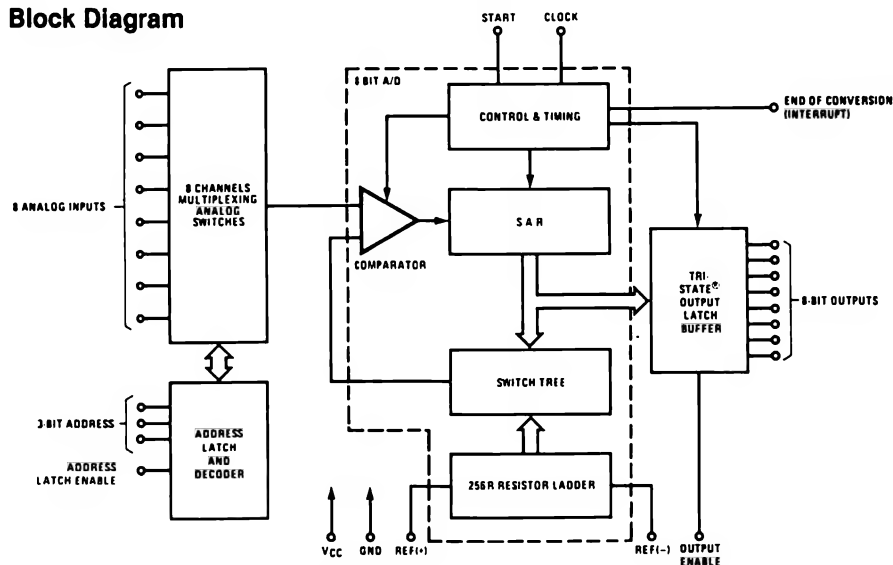 Block Diagram
START
CLOCK
8 BIT A/D
CONTROL & TIMING
END OF CONVERSION
(INTERRUPT)
8 ANALOG INPUTS
8 CHANNELS
MULTIPLEXING
ANALOG
SWITCHES
COMPARATOR
S A R
TRI-
STATE®
OUTPUT
LATCH
BUFFER
8-BIT OUTPUTS
SWITCH TREE
3-BIT ADDRESS
ADDRESS
LATCH ENABLE
ADDRESS
LATCH
AND
DECODER
256R RESISTOR LADDER
VCC
GND
REF(+)
REF(−)
OUTPUT
ENABLE